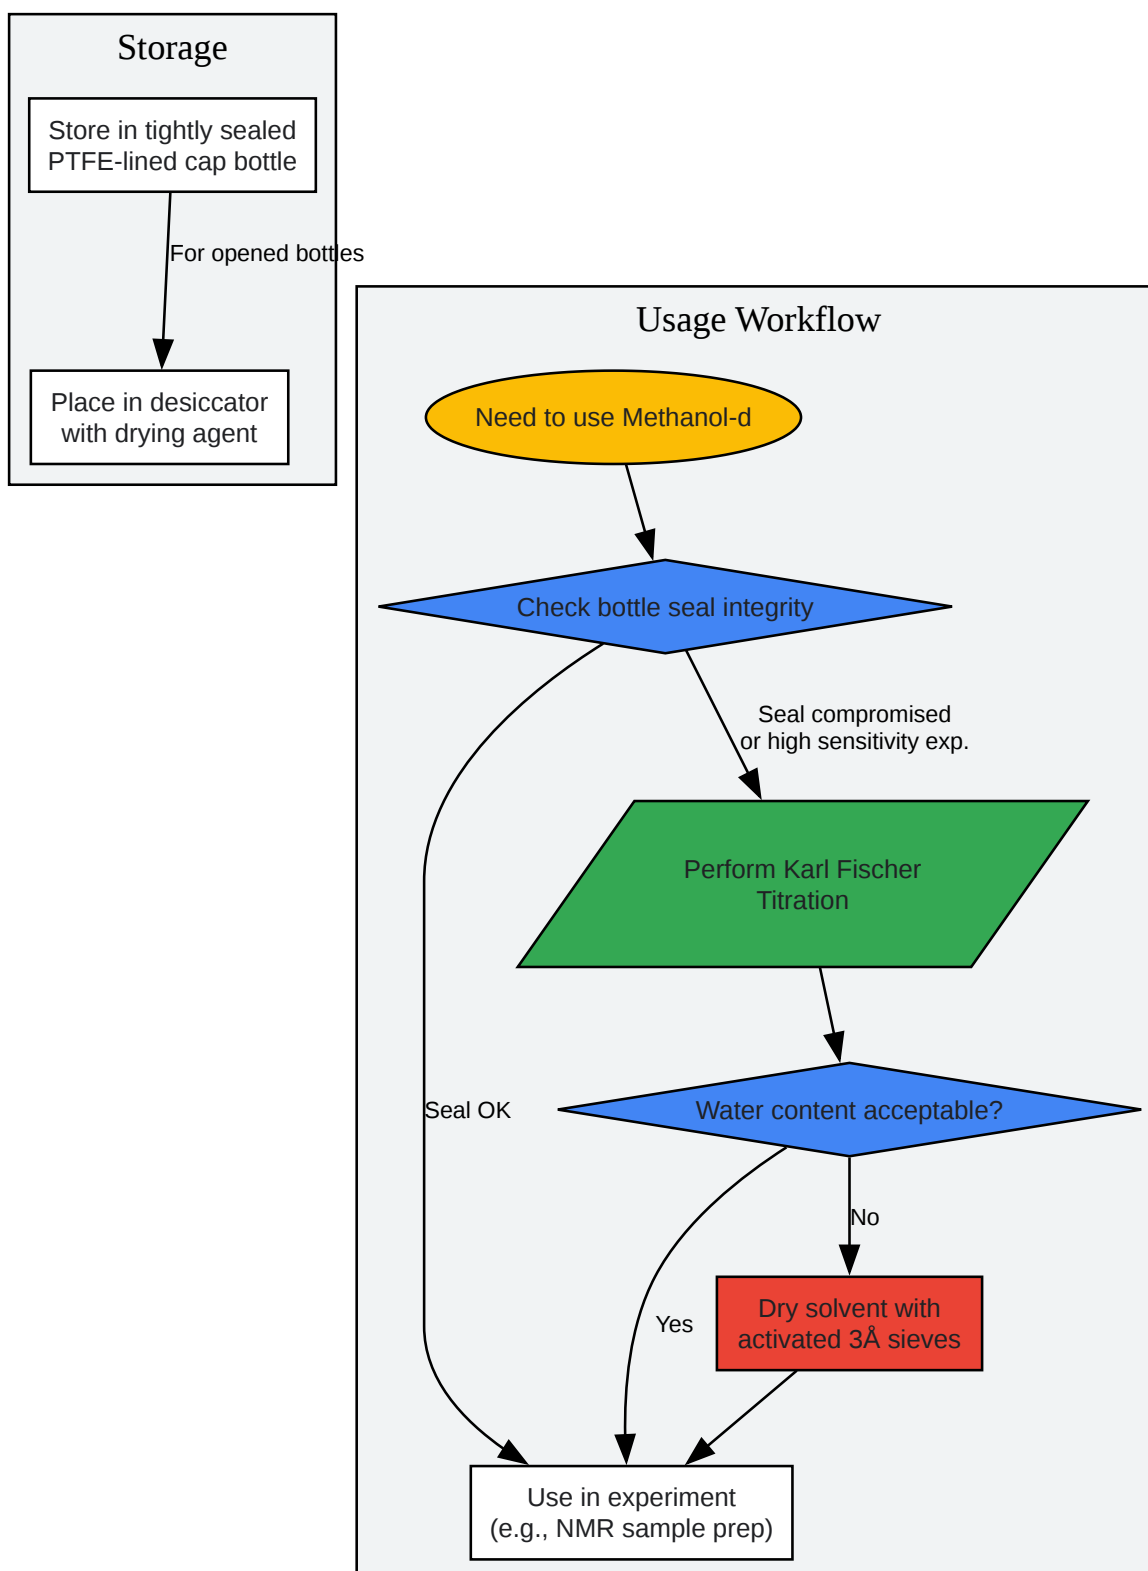 Storage
Store in tightly sealed
PTFE-lined cap bottle
For opened bottles
Place in desiccator
with drying agent
Usage Workflow
Need to use Methanol-d
Check bottle seal integrity
Seal compromised
or high sensitivity exp.
Perform Karl Fischer
Titration
Seal OK
Water content acceptable?
No
Yes
Dry solvent with
activated 3Å sieves
Use in experiment
(e.g., NMR sample prep)